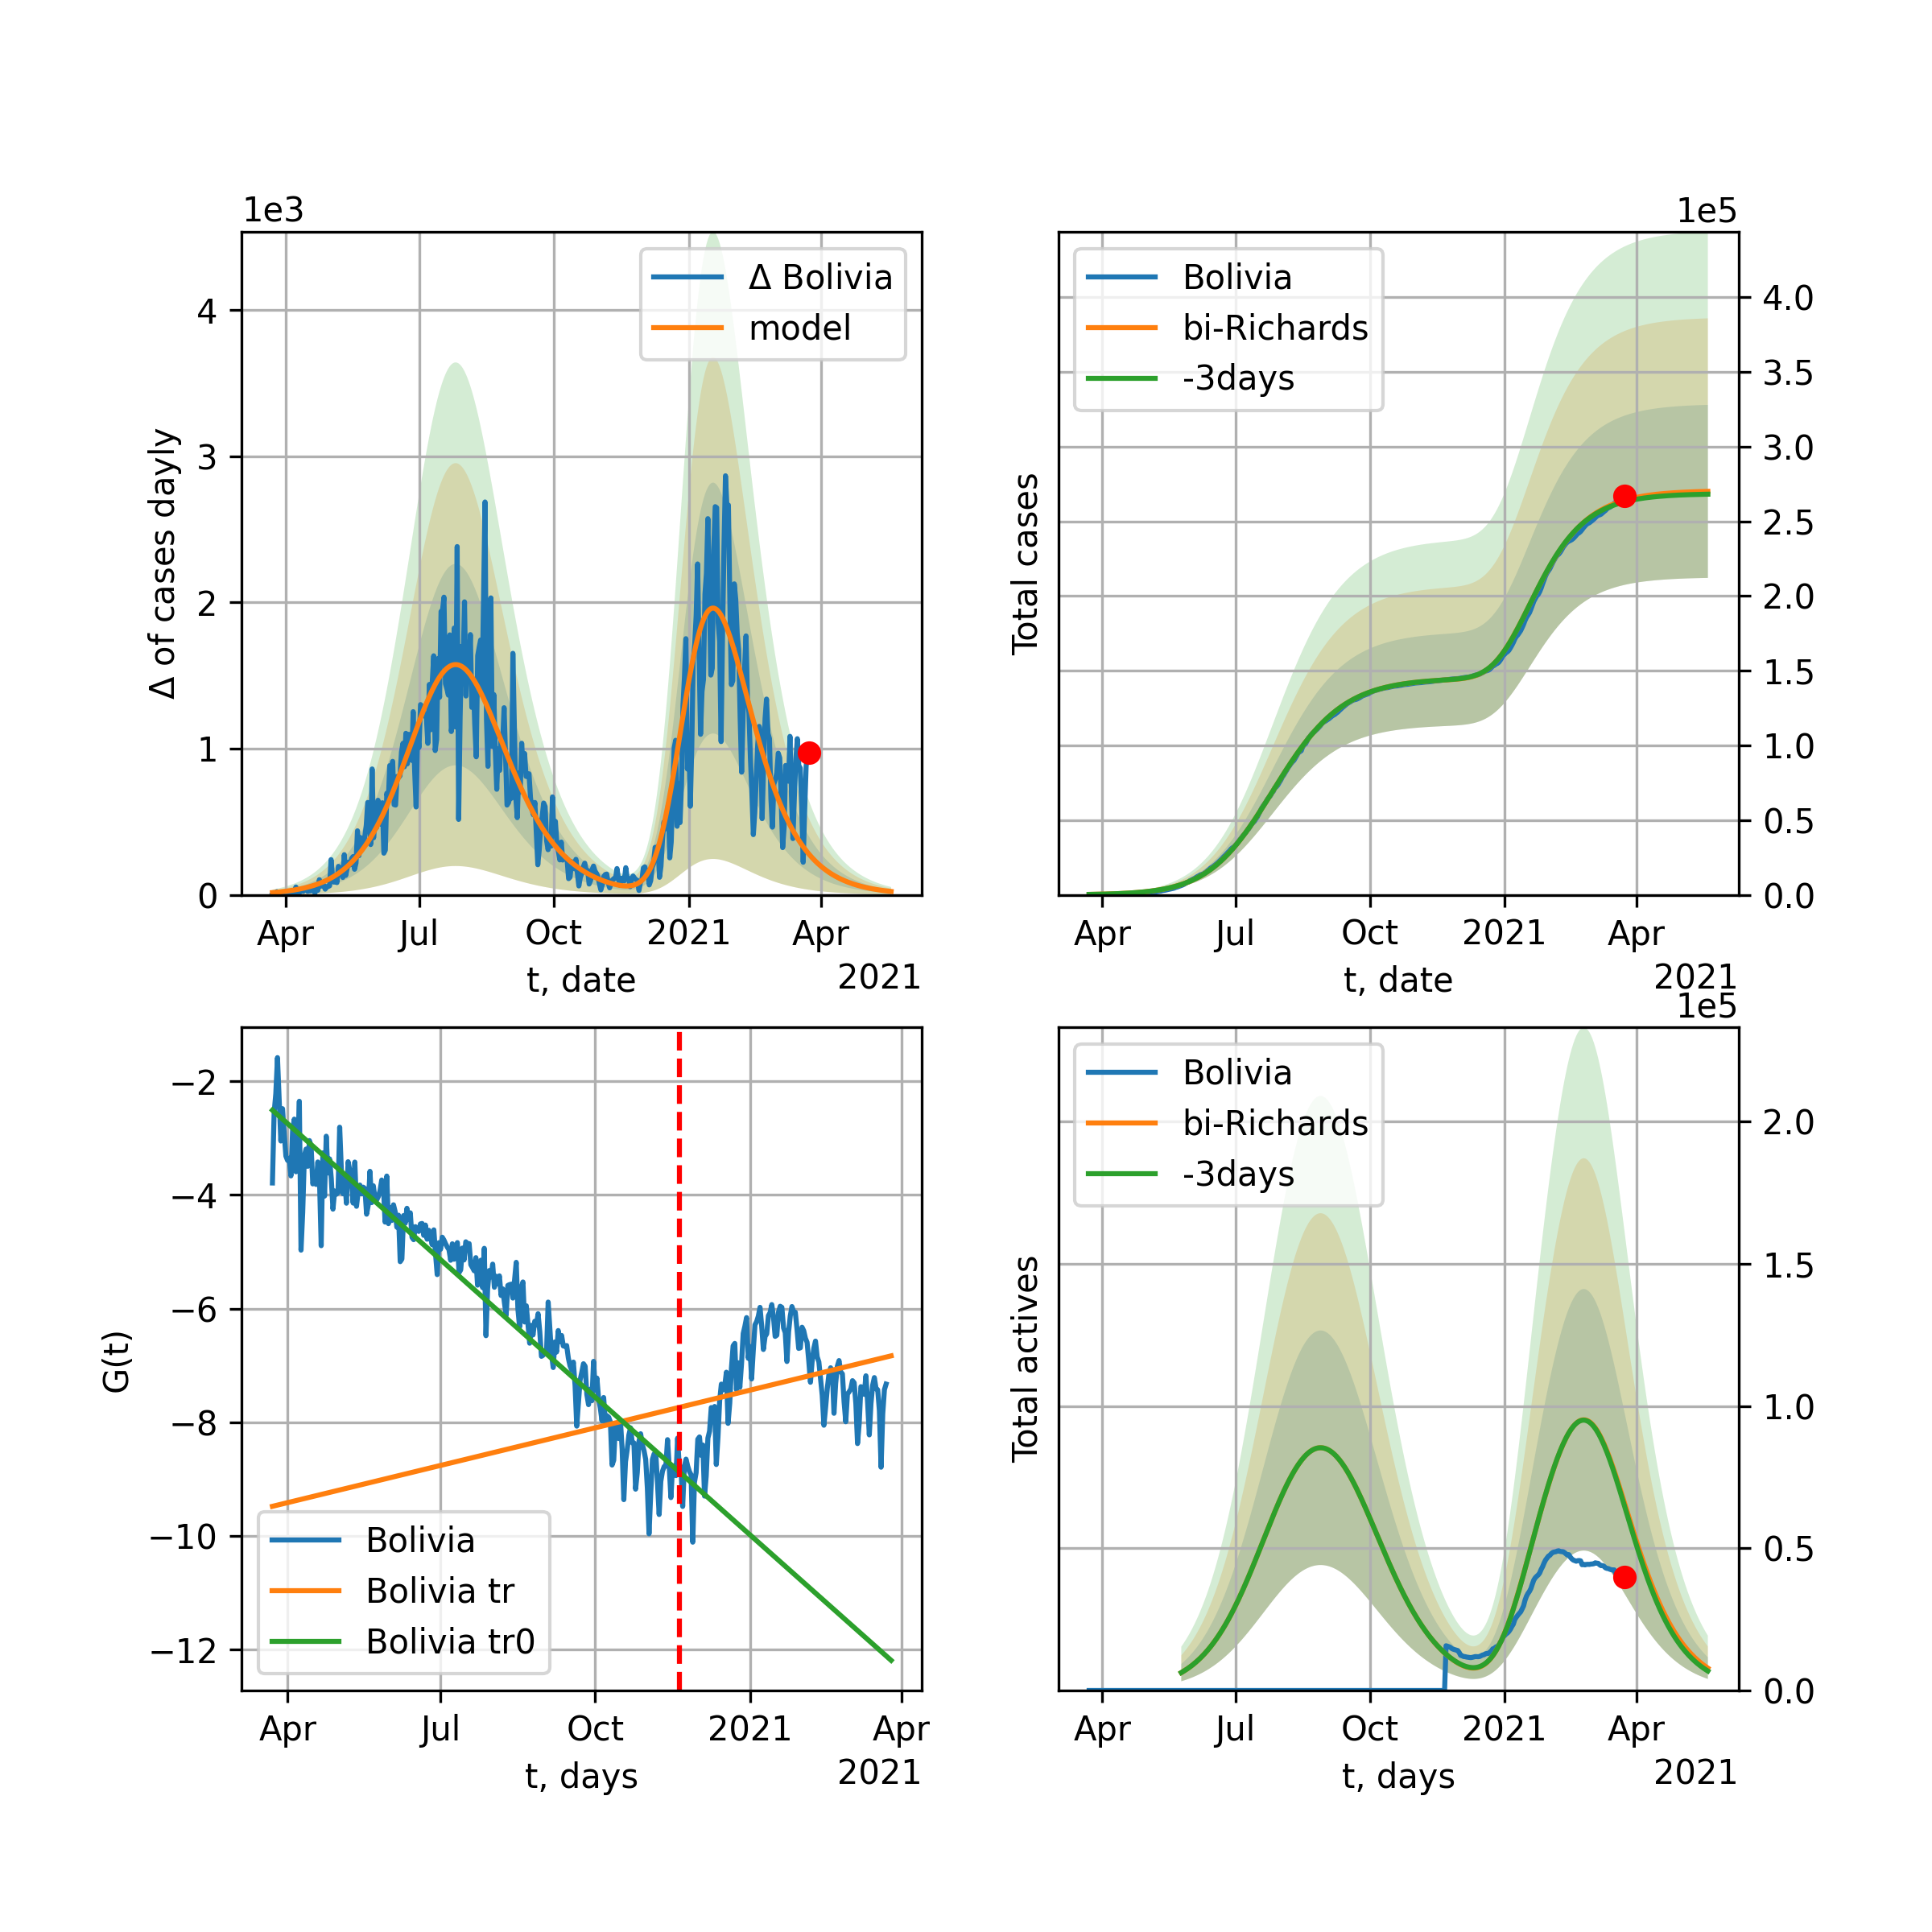 1e3
Δ of cases dayly
4
3
2
1
0
Δ Bolivia
model
Apr
Jul
Oct
2021
Apr
t, date
2021
1e5
Total cases
Bolivia
bi-Richards
-3days
4.0
3.5
3.0
2.5
2.0
1.5
1.0
0.5
0.0
Apr
Jul
Oct
2021
Apr
t, date
2021
G(t)
−2
−4
−6
−8
−10
−12
Bolivia
Bolivia tr
Bolivia tr0
Apr
Jul
Oct
2021
Apr
t, days
2021
1e5
Total actives
Bolivia
bi-Richards
-3days
2.0
1.5
1.0
0.5
0.0
Apr
Jul
Oct
2021
Apr
t, days
2021